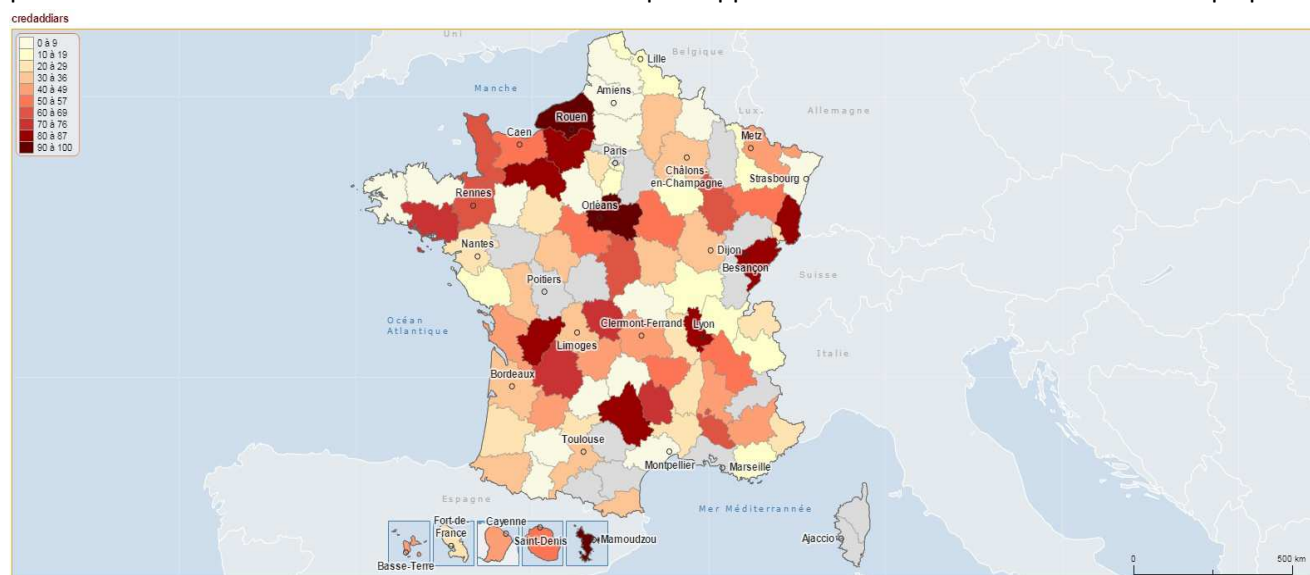 credaddiars
0 à 9
10 à 19
20 à 29
30 à 36
40 à 49
50 à 57
60 à 69
70 à 76
80 à 87
90 à 100
Uni
Belgique
Lille
Manche
Amiens
Lux.
Allemagne
Rouen
Caen
Metz
Paris
Châlons-
en-Champagne
Strasbourg
Rennes
Orléans
Nantes
Dijon
Besançon
Suisse
Poitiers
Océan
Atlantique
Clermont-Ferrand
Lyon
Limoges
Italie
Bordeaux
Toulouse
Montpellier
Marseille
Espagne
Mer Méditerrannée
Fort-de-
France
Cayenne
Saint-Denis
Mamoudzou
Ajaccio
Basse-Terre
0
500 km